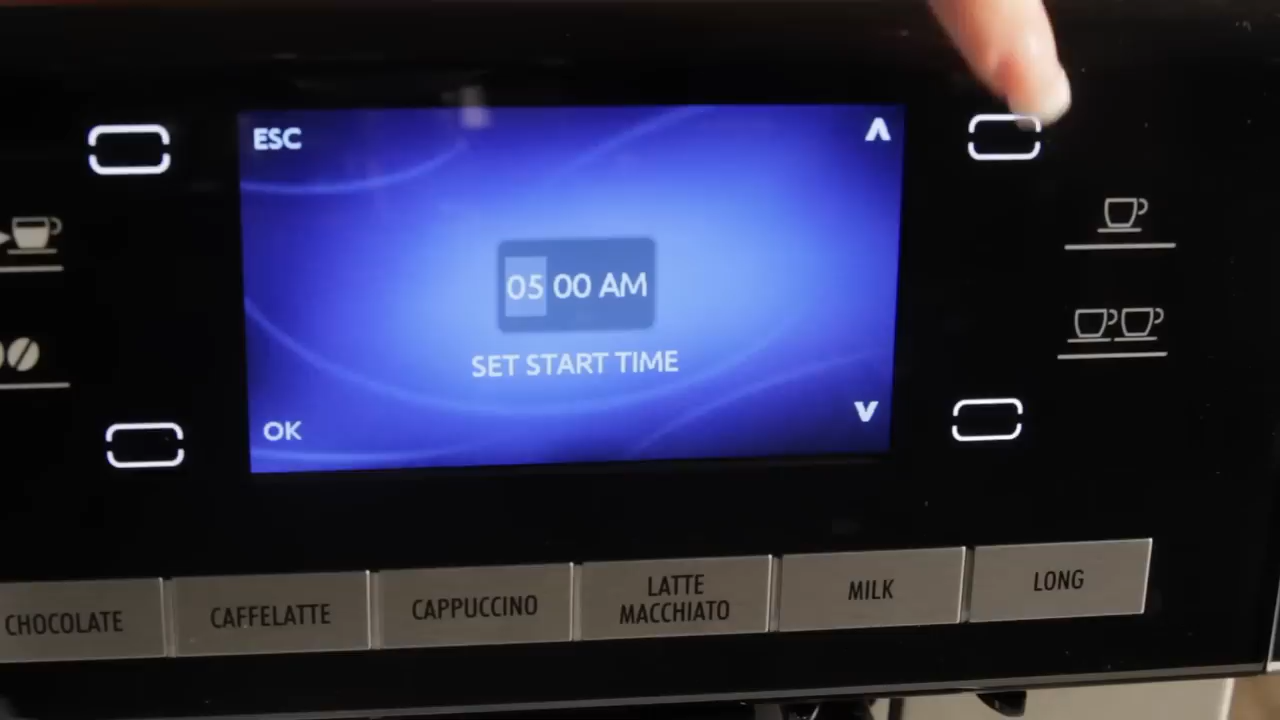 ESC
05 00 AM
SET START TIME
OK
CHOCOLATE
CAFFELATTE
CAPPUCCINO
LATTE
MACCHIATO
MILK
LONG